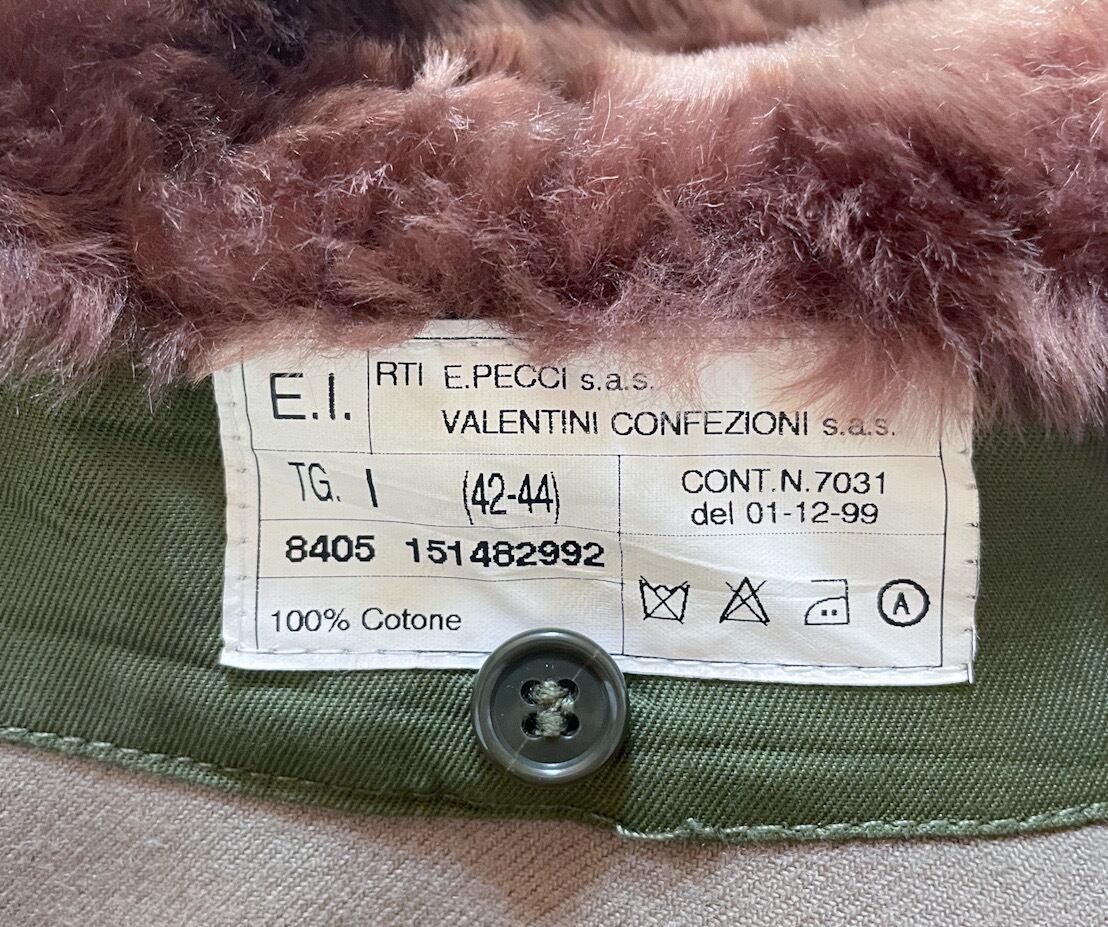 E.I.
RTI E.PECCI s.a.s.
VALENTINI CONFEZIONI s.a.s.
TG. I (42-44)
CONT.N.7031
del 01-12-99
8405 151482992
100% Cotone
A